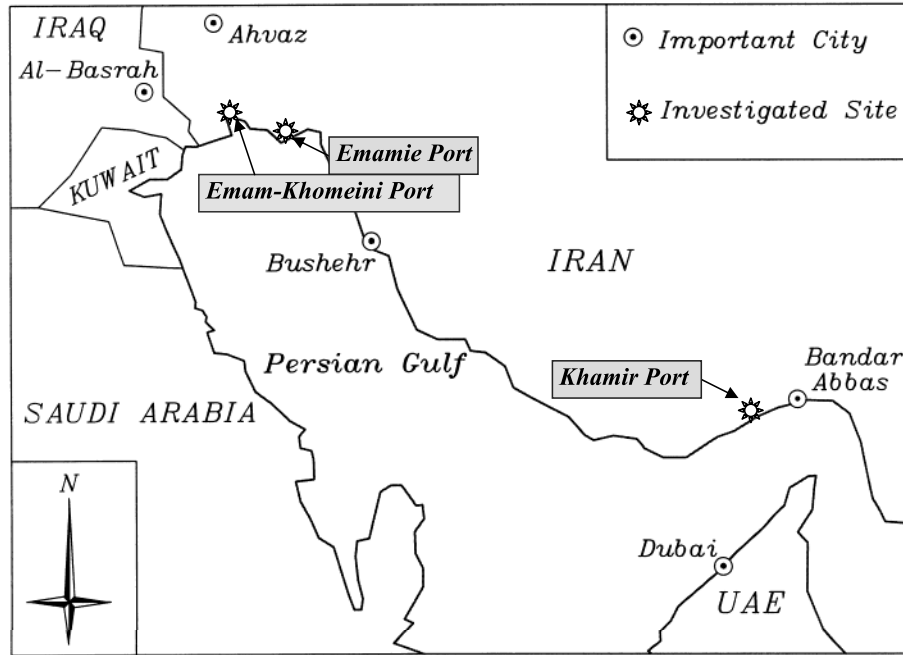 IRAQ
Ahvaz
Al-Basrah
Important City
Investigated Site
Emamie Port
KUWAIT
Emam-Khomeini Port
Bushehr
IRAN
Persian Gulf
Khamir Port
Bandar
Abbas
SAUDI ARABIA
N
Dubai
UAE